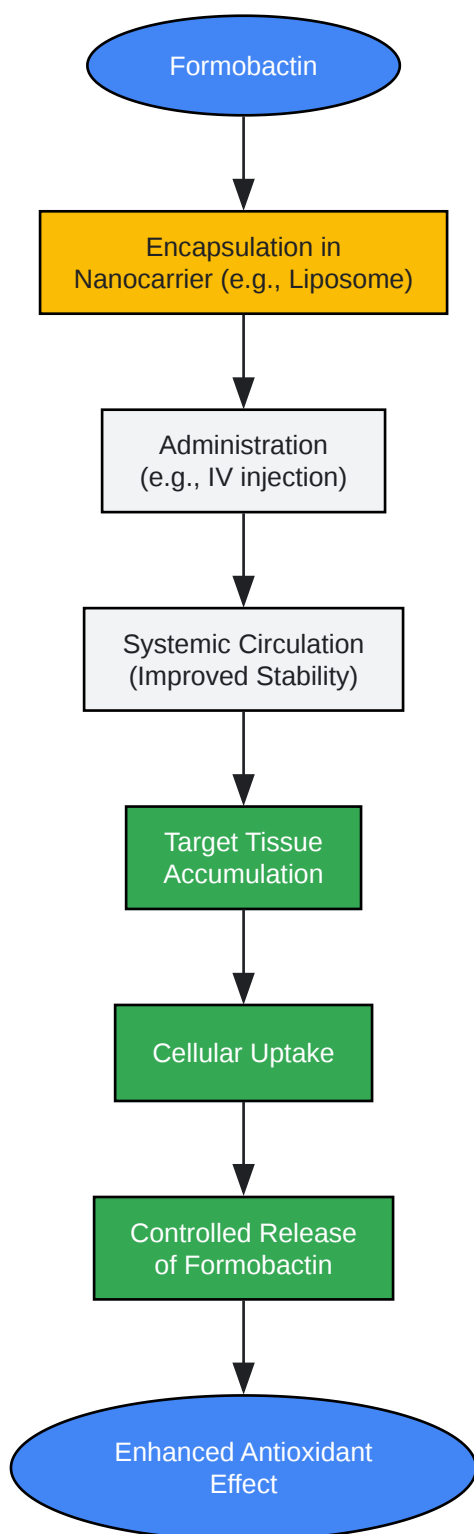 Formobactin
Encapsulation in
Nanocarrier (e.g., Liposome)
Administration
(e.g., IV injection)
Systemic Circulation
(Improved Stability)
Target Tissue
Accumulation
Cellular Uptake
Controlled Release
of Formobactin
Enhanced Antioxidant
Effect